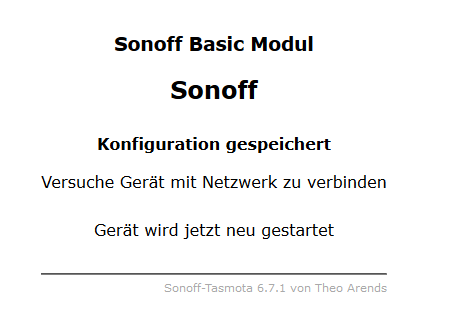 Sonoff Basic Modul
Sonoff
Konfiguration gespeichert
Versuche Gerät mit Netzwerk zu verbinden
Gerät wird jetzt neu gestartet
Sonoff-Tasmota 6.7.1 von Theo Arends